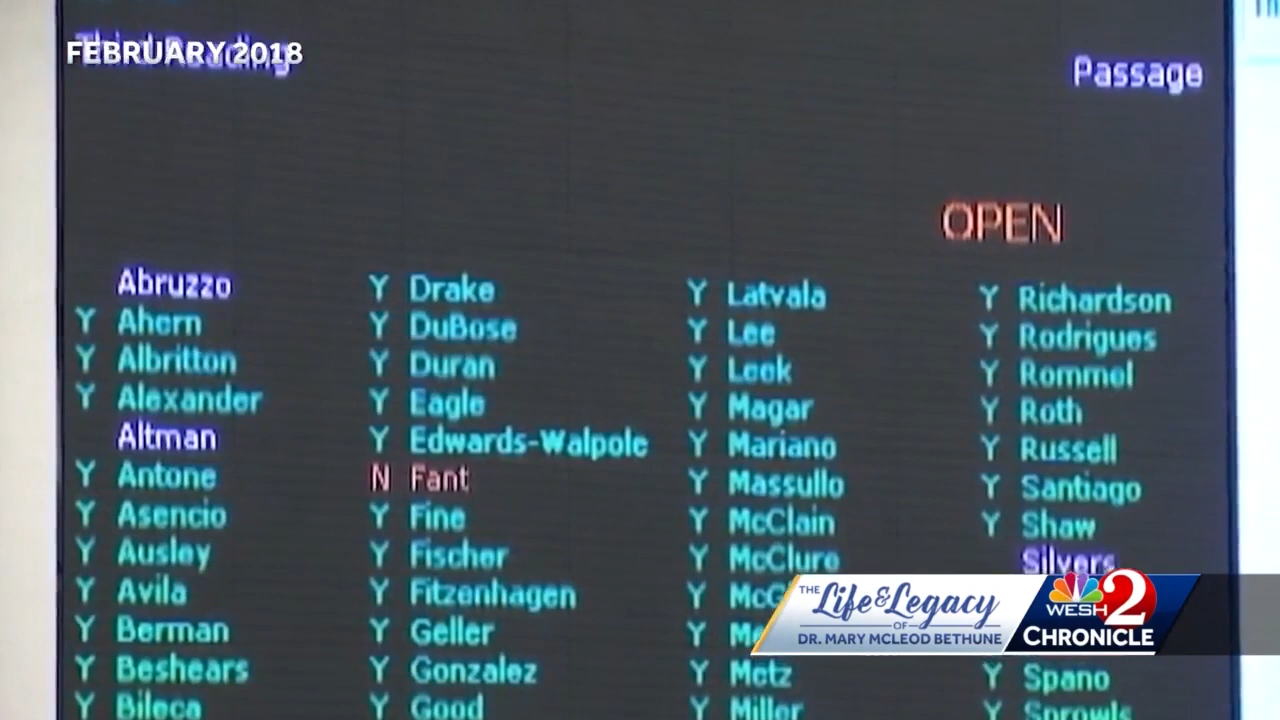 FEBRUARY 2018
Third Reading
Passage
OPEN
Abruzzo
Y Ahern
Y Albritton
Y Alexander
Altman
Y Antone
Y Asencio
Y Ausley
Y Avila
Y Berman
Y Beshears
Y Bileca
Y Drake
Y DuBose
Y Duran
Y Eagle
Y Edwards-Walpole
N Fant
Y Fine
Y Fischer
Y Fitzenhagen
Y Geller
Y Gonzalez
Y Good
Y Latvala
Y Lee
Y Leek
Y Magar
Y Mariano
Y Massullo
Y McClain
Y McClure
Y
Y
Y Metz
Y Miller
Y Richardson
Y Rodrigues
Y Rommel
Y Roth
Y Russell
Y Santiago
Y Shaw
Silvers
Y Spano
Y Sprowls
THE
Life & Legacy
OF
DR. MARY MCLEOD BETHUNE
WESH 2
CHRONICLE